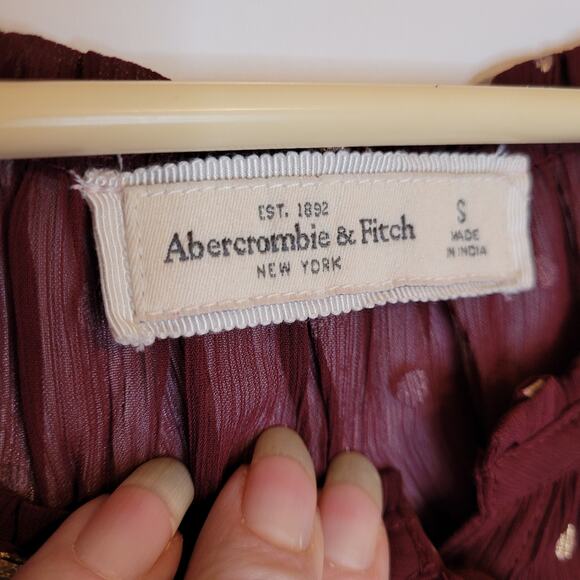 EST. 1892
Abercrombie & Fitch
NEW YORK
S
MADE
IN INDIA